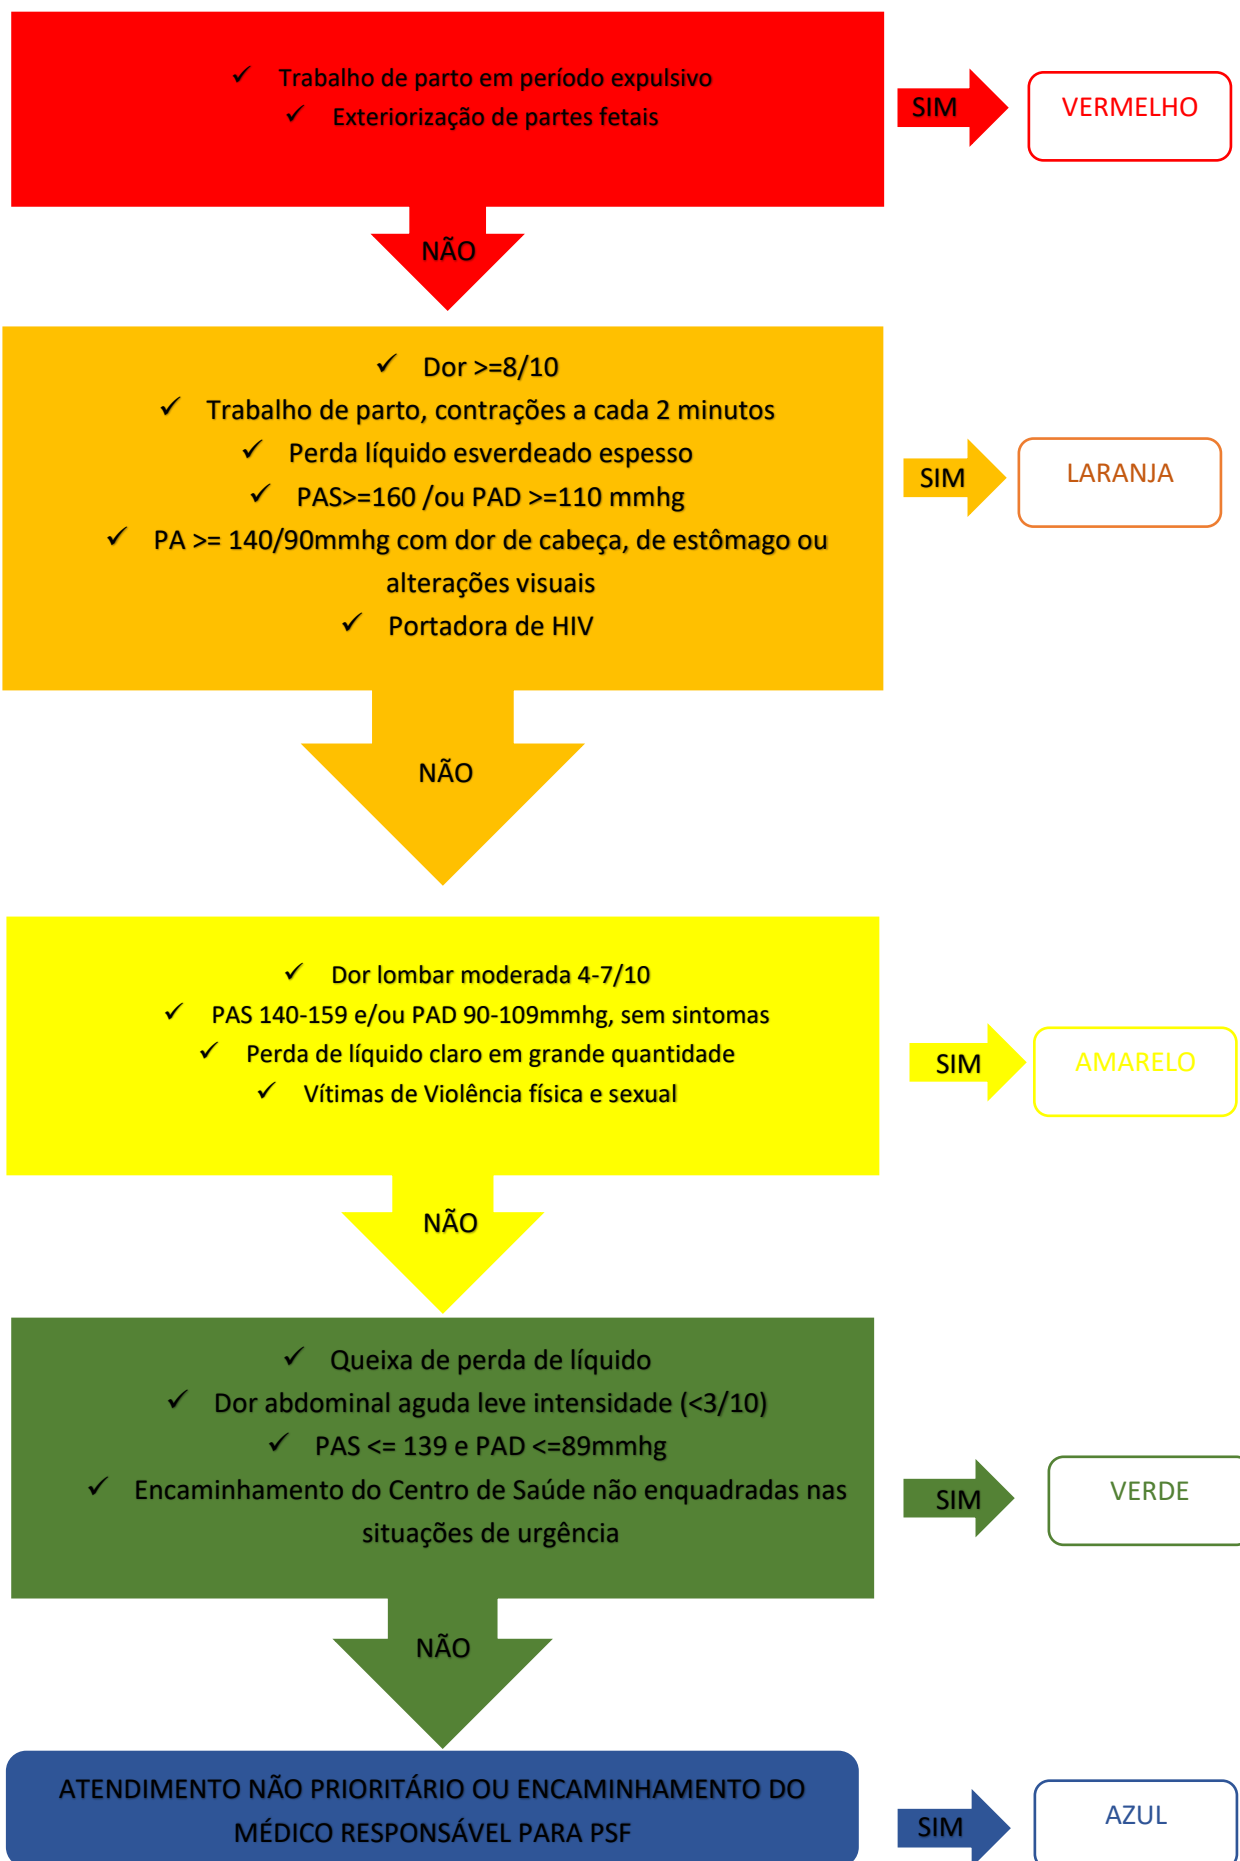 ✓ Trabalho de parto em período expulsivo
✓ Exteriorização de partes fetais
SIM
VERMELHO
NÃO
✓ Dor >=8/10
✓ Trabalho de parto, contrações a cada 2 minutos
✓ Perda líquido esverdeado espesso
✓ PAS>=160 /ou PAD >=110 mmhg
✓ PA >= 140/90mmhg com dor de cabeça, de estômago ou
alterações visuais
✓ Portadora de HIV
SIM
LARANJA
NÃO
✓ Dor lombar moderada 4-7/10
✓ PAS 140-159 e/ou PAD 90-109mmhg, sem sintomas
✓ Perda de líquido claro em grande quantidade
✓ Vítimas de Violência física e sexual
SIM
AMARELO
NÃO
✓ Queixa de perda de líquido
✓ Dor abdominal aguda leve intensidade (<3/10)
✓ PAS <= 139 e PAD <=89mmhg
✓ Encaminhamento do Centro de Saúde não enquadradas nas
situações de urgência
SIM
VERDE
NÃO
ATENDIMENTO NÃO PRIORITÁRIO OU ENCAMINHAMENTO DO
MÉDICO RESPONSÁVEL PARA PSF
SIM
AZUL